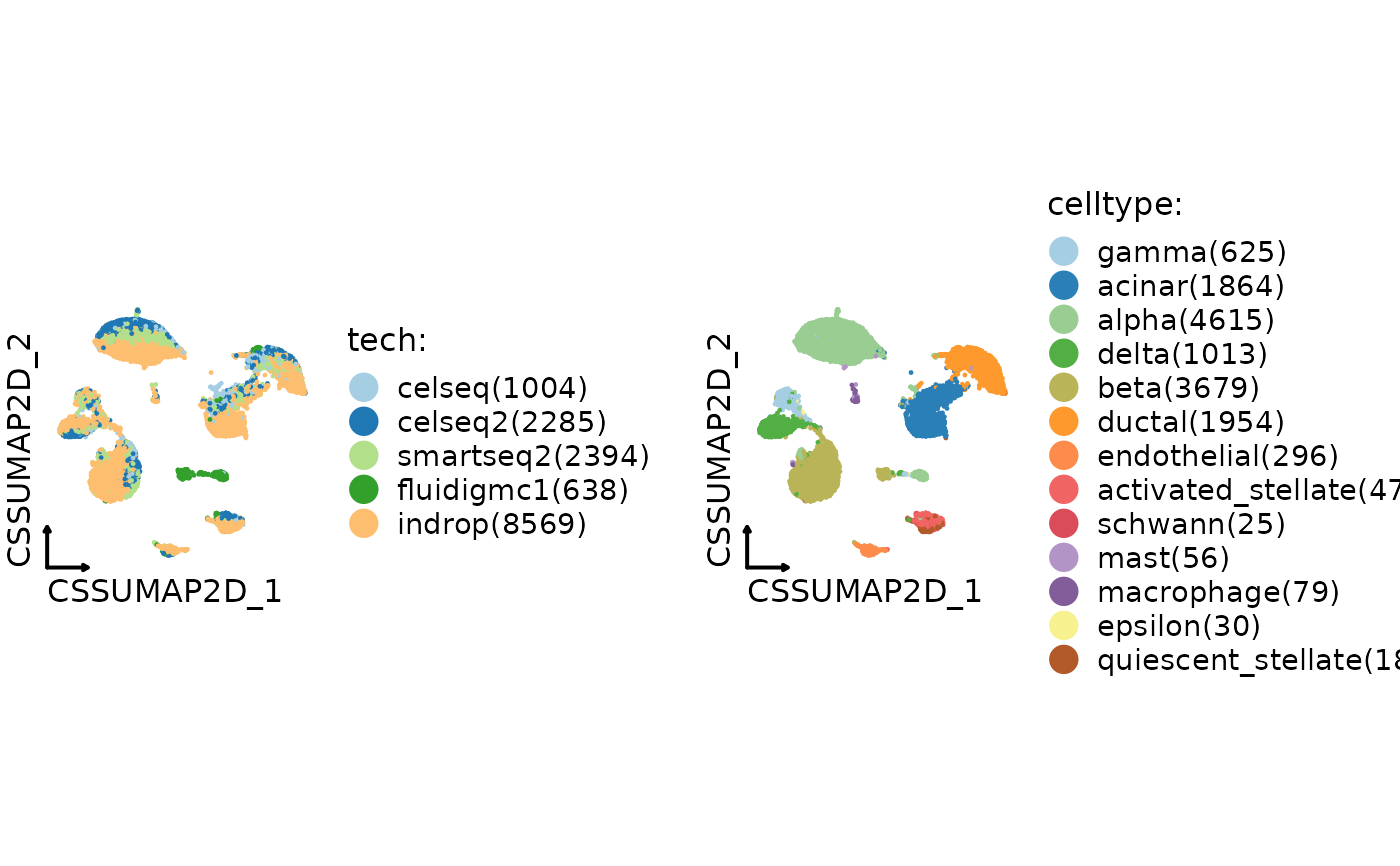 CSSUMAP2D_2
CSSUMAP2D_1
tech:
celseq(1004)
celseq2(2285)
smartseq2(2394)
fluidigmc1(638)
indrop(8569)
CSSUMAP2D_2
CSSUMAP2D_1
celltype:
gamma(625)
acinar(1864)
alpha(4615)
delta(1013)
beta(3679)
ductal(1954)
endothelial(296)
activated_stellate(47
schwann(25)
mast(56)
macrophage(79)
epsilon(30)
quiescent_stellate(18